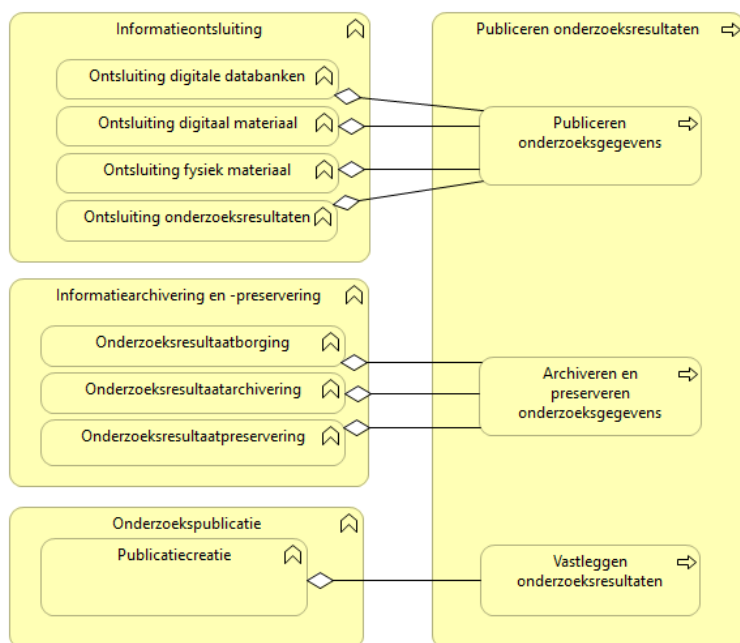 Informatieontsluiting
Ontsluiting digitale databanken
Ontsluiting digitaal materiaal
Ontsluiting fysiek materiaal
Ontsluiting onderzoeksresultaten
Informatiearchivering en -preservering
Onderzoeksresultaatborging
Onderzoeksresultaatarchivering
Onderzoeksresultaatpreservering
Onderzoekspublicatie
Publicatiecreatie
Publiceren onderzoeksresultaten
Publiceren
onderzoeksgegevens
Archiveren en
preserveren
onderzoeksgegevens
Vastleggen
onderzoeksresultaten